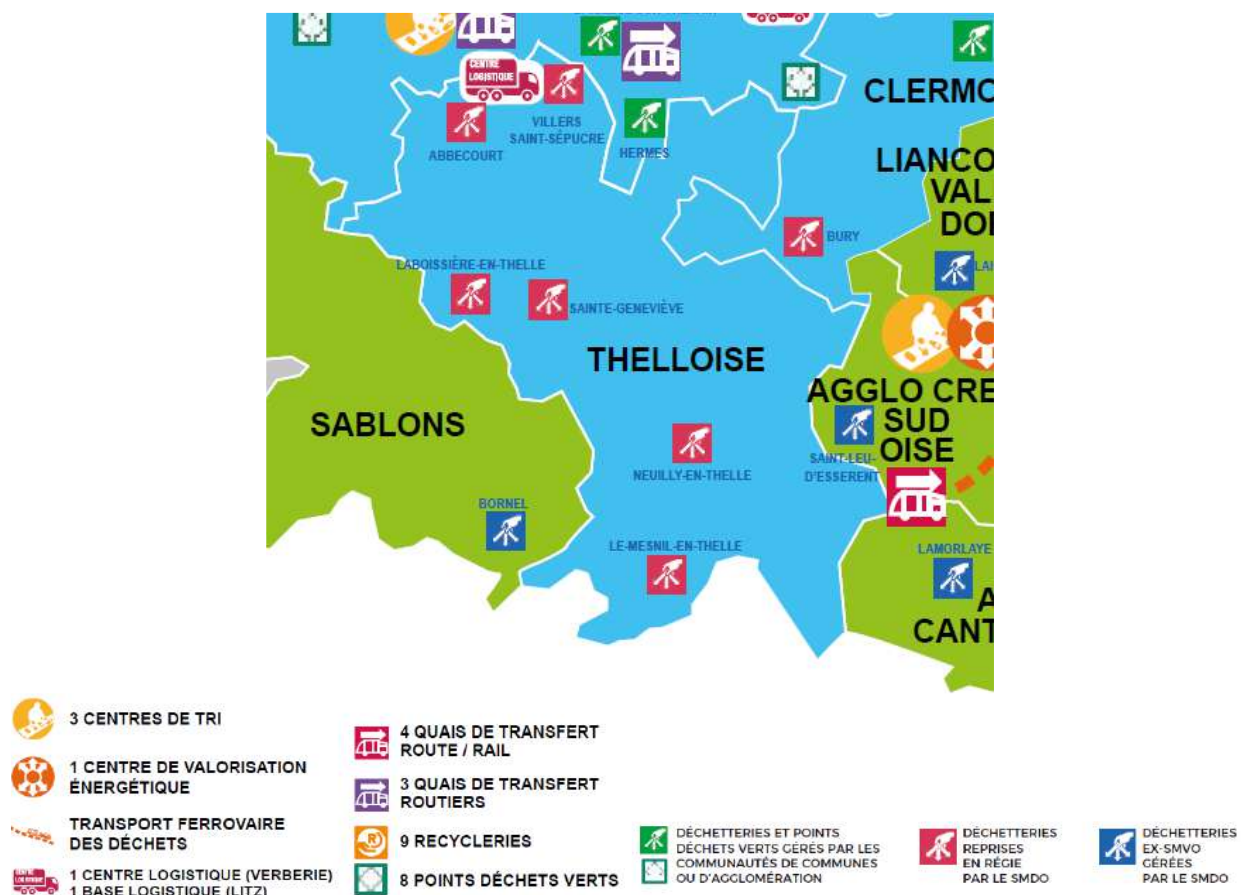 CENTRE
LOGISTIQUE
VILLERS
SAINT-SÉPUCRE
ABBECOURT
HERMES
CLERMO
LIANCO
VAL
DO
BURY
LAI
LABOISSIÈRE-EN-THELLE
SAINTE-GENEVIÈVE
THELLOISE
AGGLO CRE
SUD
OISE
SABLONS
SAINT-LEU-
D'ESSERENT
NEUILLY-EN-THELLE
BORNEL
LE-MESNIL-EN-THELLE
LAMORLAYE
A
CANT
3 CENTRES DE TRI
1 CENTRE DE VALORISATION
ÉNERGÉTIQUE
TRANSPORT FERROVAIRE
DES DÉCHETS
1 CENTRE LOGISTIQUE (VERBERIE)
1 BASE LOGISTIQUE (LITZ)
4 QUAIS DE TRANSFERT
ROUTE / RAIL
3 QUAIS DE TRANSFERT
ROUTIERS
R
9 RECYCLERIES
8 POINTS DÉCHETS VERTS
DÉCHETTERIES ET POINTS
DÉCHETS VERTS GÉRÉS PAR LES
COMMUNAUTÉS DE COMMUNES
OU D'AGGLOMÉRATION
DÉCHETTERIES
REPRISES
EN RÉGIE
PAR LE SMDO
DÉCHETTERIES
EX-SMVO
GÉRÉES
PAR LE SMDO